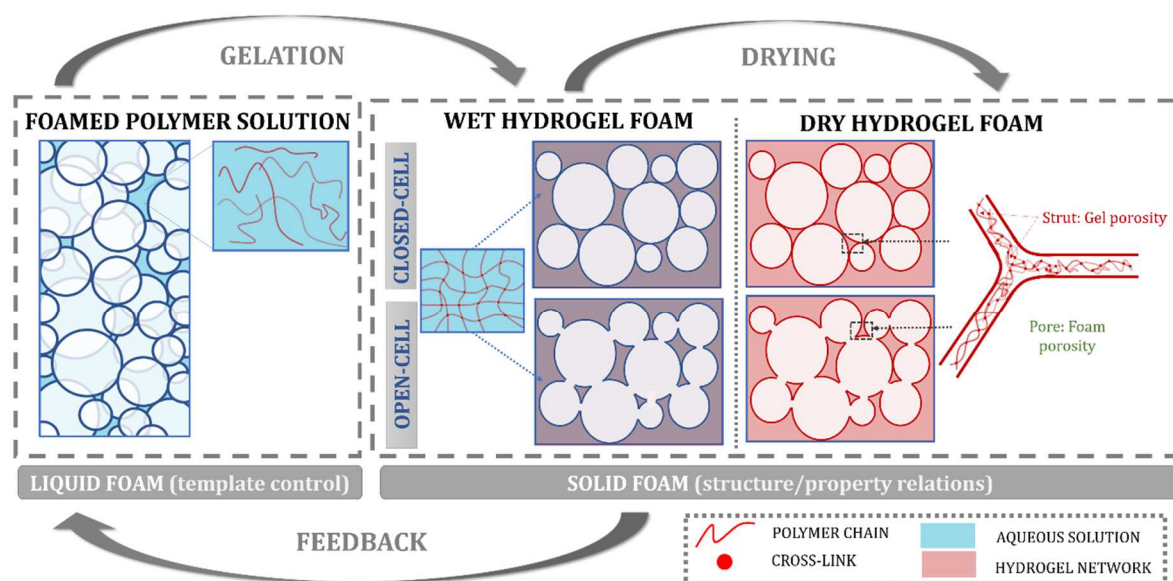 GELATION
DRYING
FOAMED POLYMER SOLUTION
WET HYDROGEL FOAM
DRY HYDROGEL FOAM
CLOSED-CELL
OPEN-CELL
Strut: Gel porosity
Pore: Foam
porosity
LIQUID FOAM (template control)
SOLID FOAM (structure/property relations)
FEEDBACK
POLYMER CHAIN
CROSS-LINK
AQUEOUS SOLUTION
HYDROGEL NETWORK